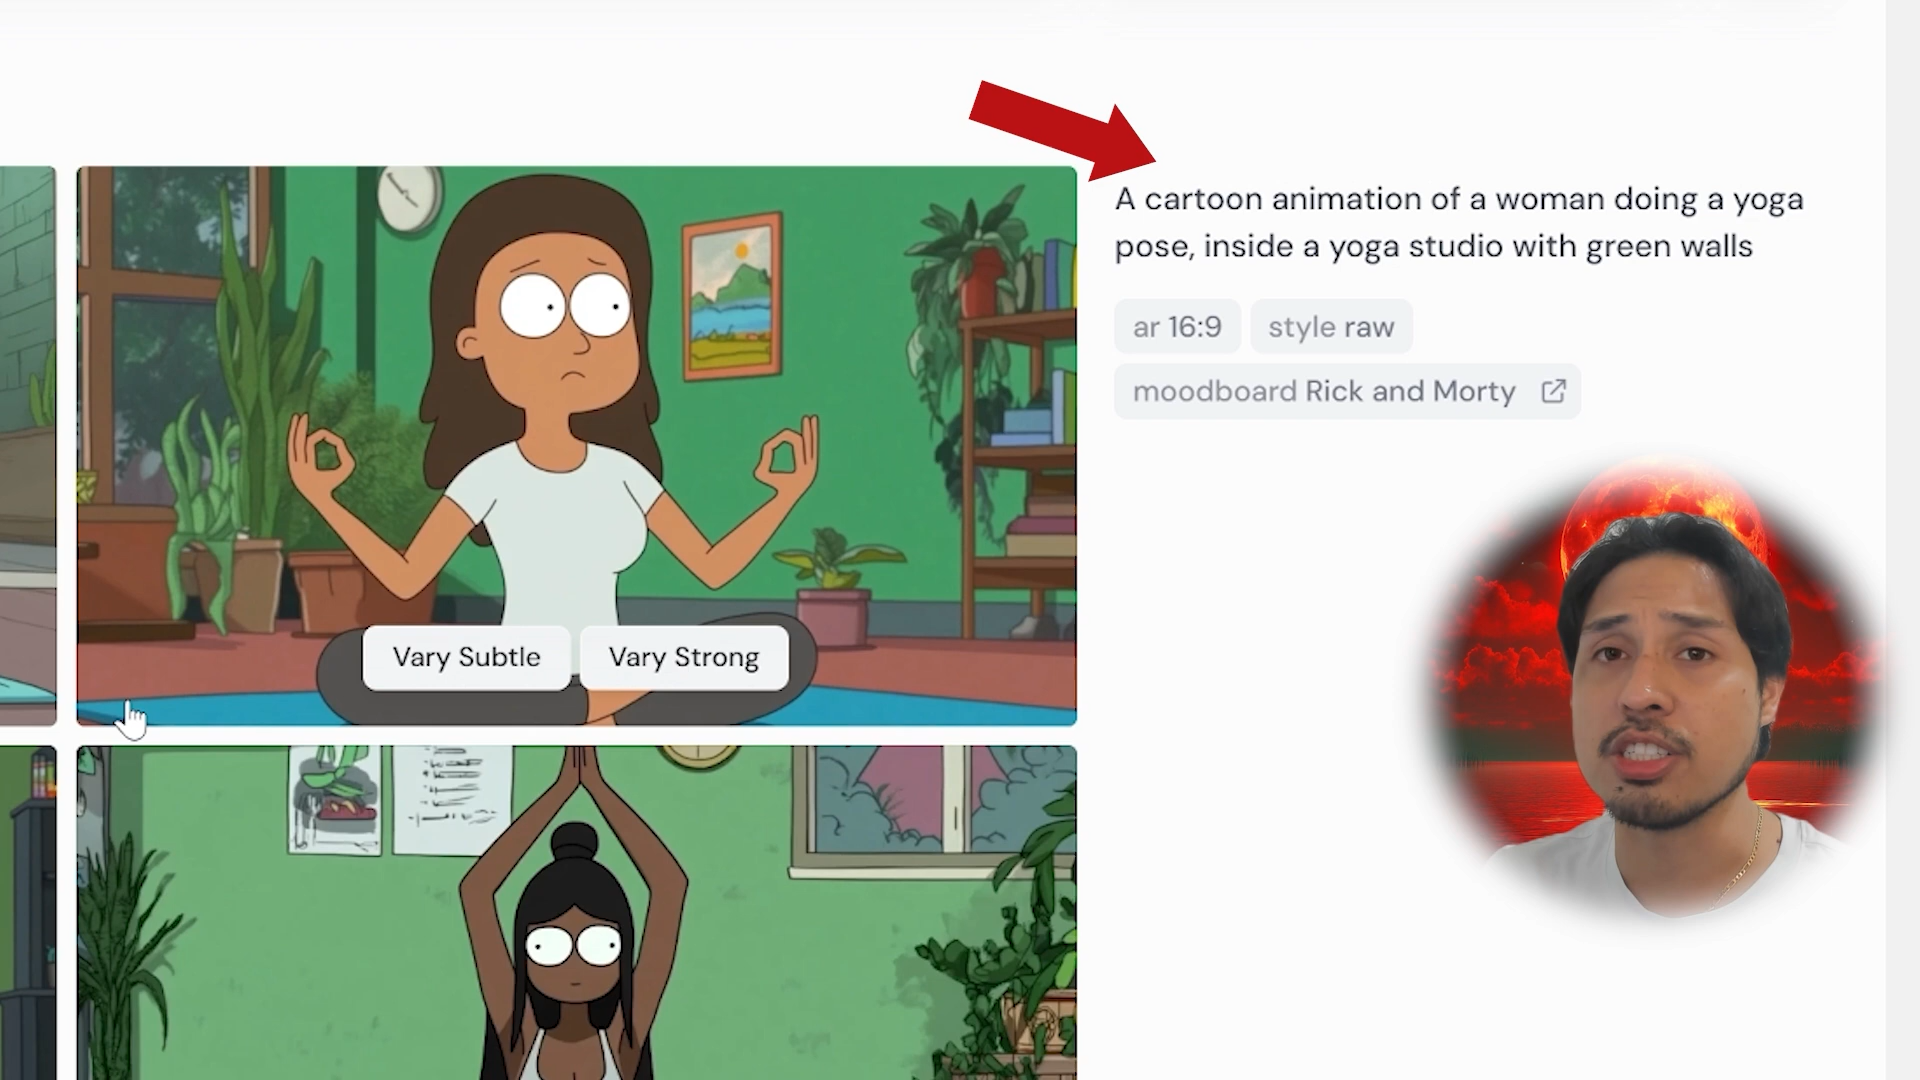 A cartoon animation of a woman doing a yoga
pose, inside a yoga studio with green walls
ar 16:9
style raw
moodboard Rick and Morty
Vary Subtle
Vary Strong